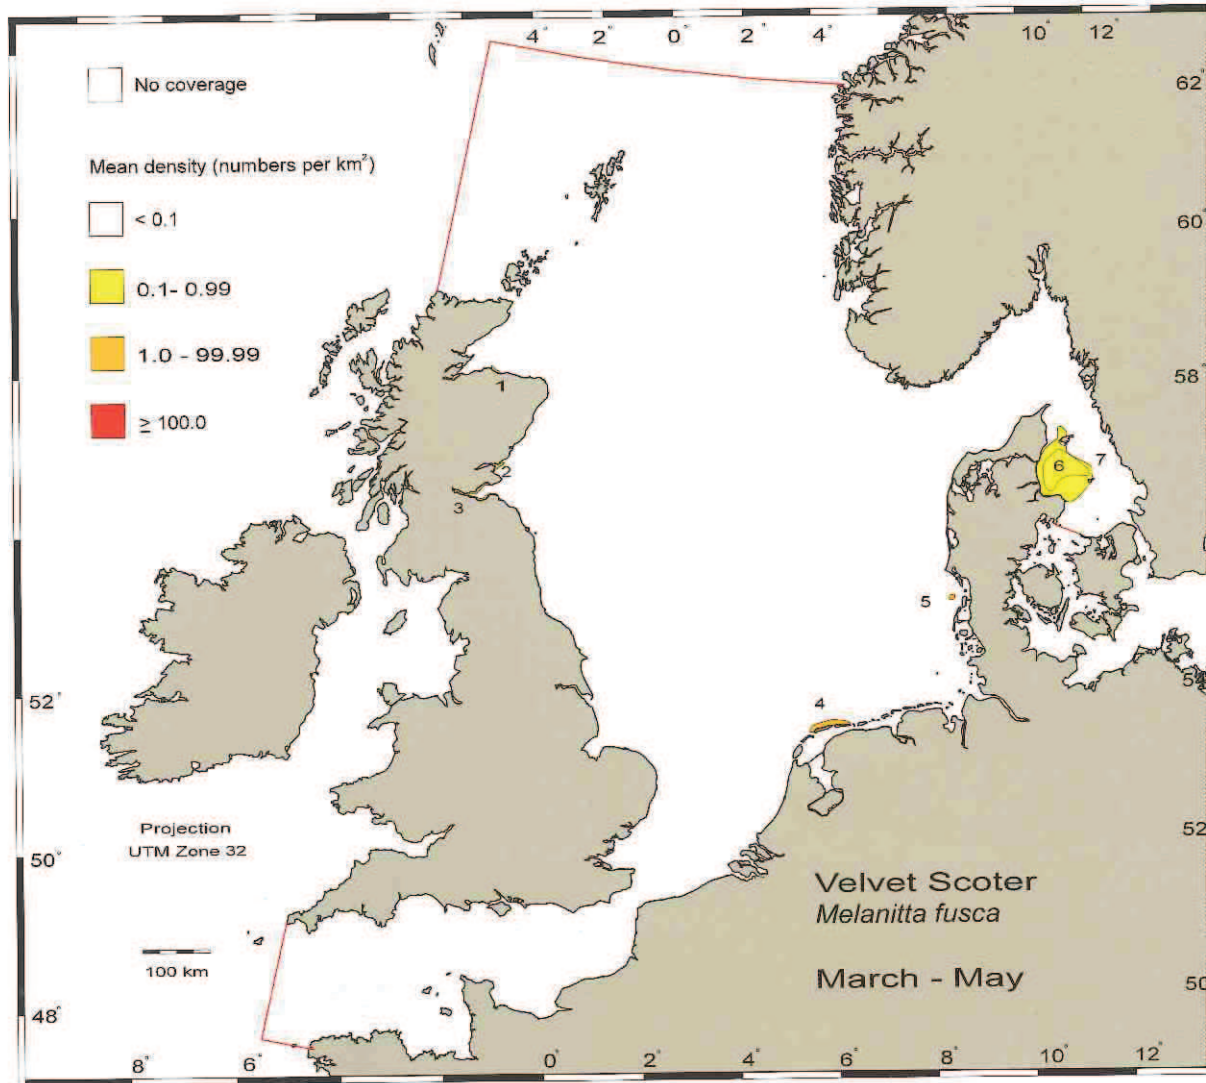 4° 2° 0° 2° 4° 10° 12°
No coverage
62°
Mean density (numbers per km²)
< 0.1
60°
0.1- 0.99
1.0 - 99.99
58°
≥ 100.0
1
2
3
6 7
5
5
4
52°
Projection
UTM Zone 32
52
50°
Velvet Scoter
Melanitta fusca
100 km
March - May
50
48°
8° 6° 0° 2° 4° 6° 8° 10° 12°